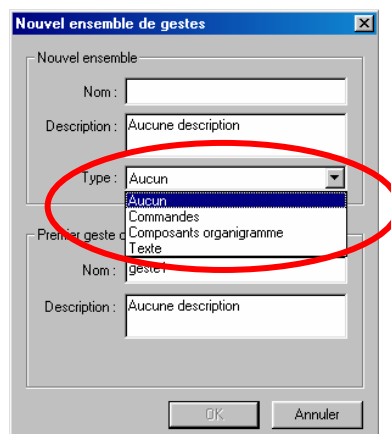 Nouvel ensemble de gestes
Nouvel ensemble
Nom :
Description : Aucune description
Type : Aucun
Aucun
Commandes
Composants organigramme
Texte
Premier geste
Nom : geste1
Description : Aucune description
OK Annuler